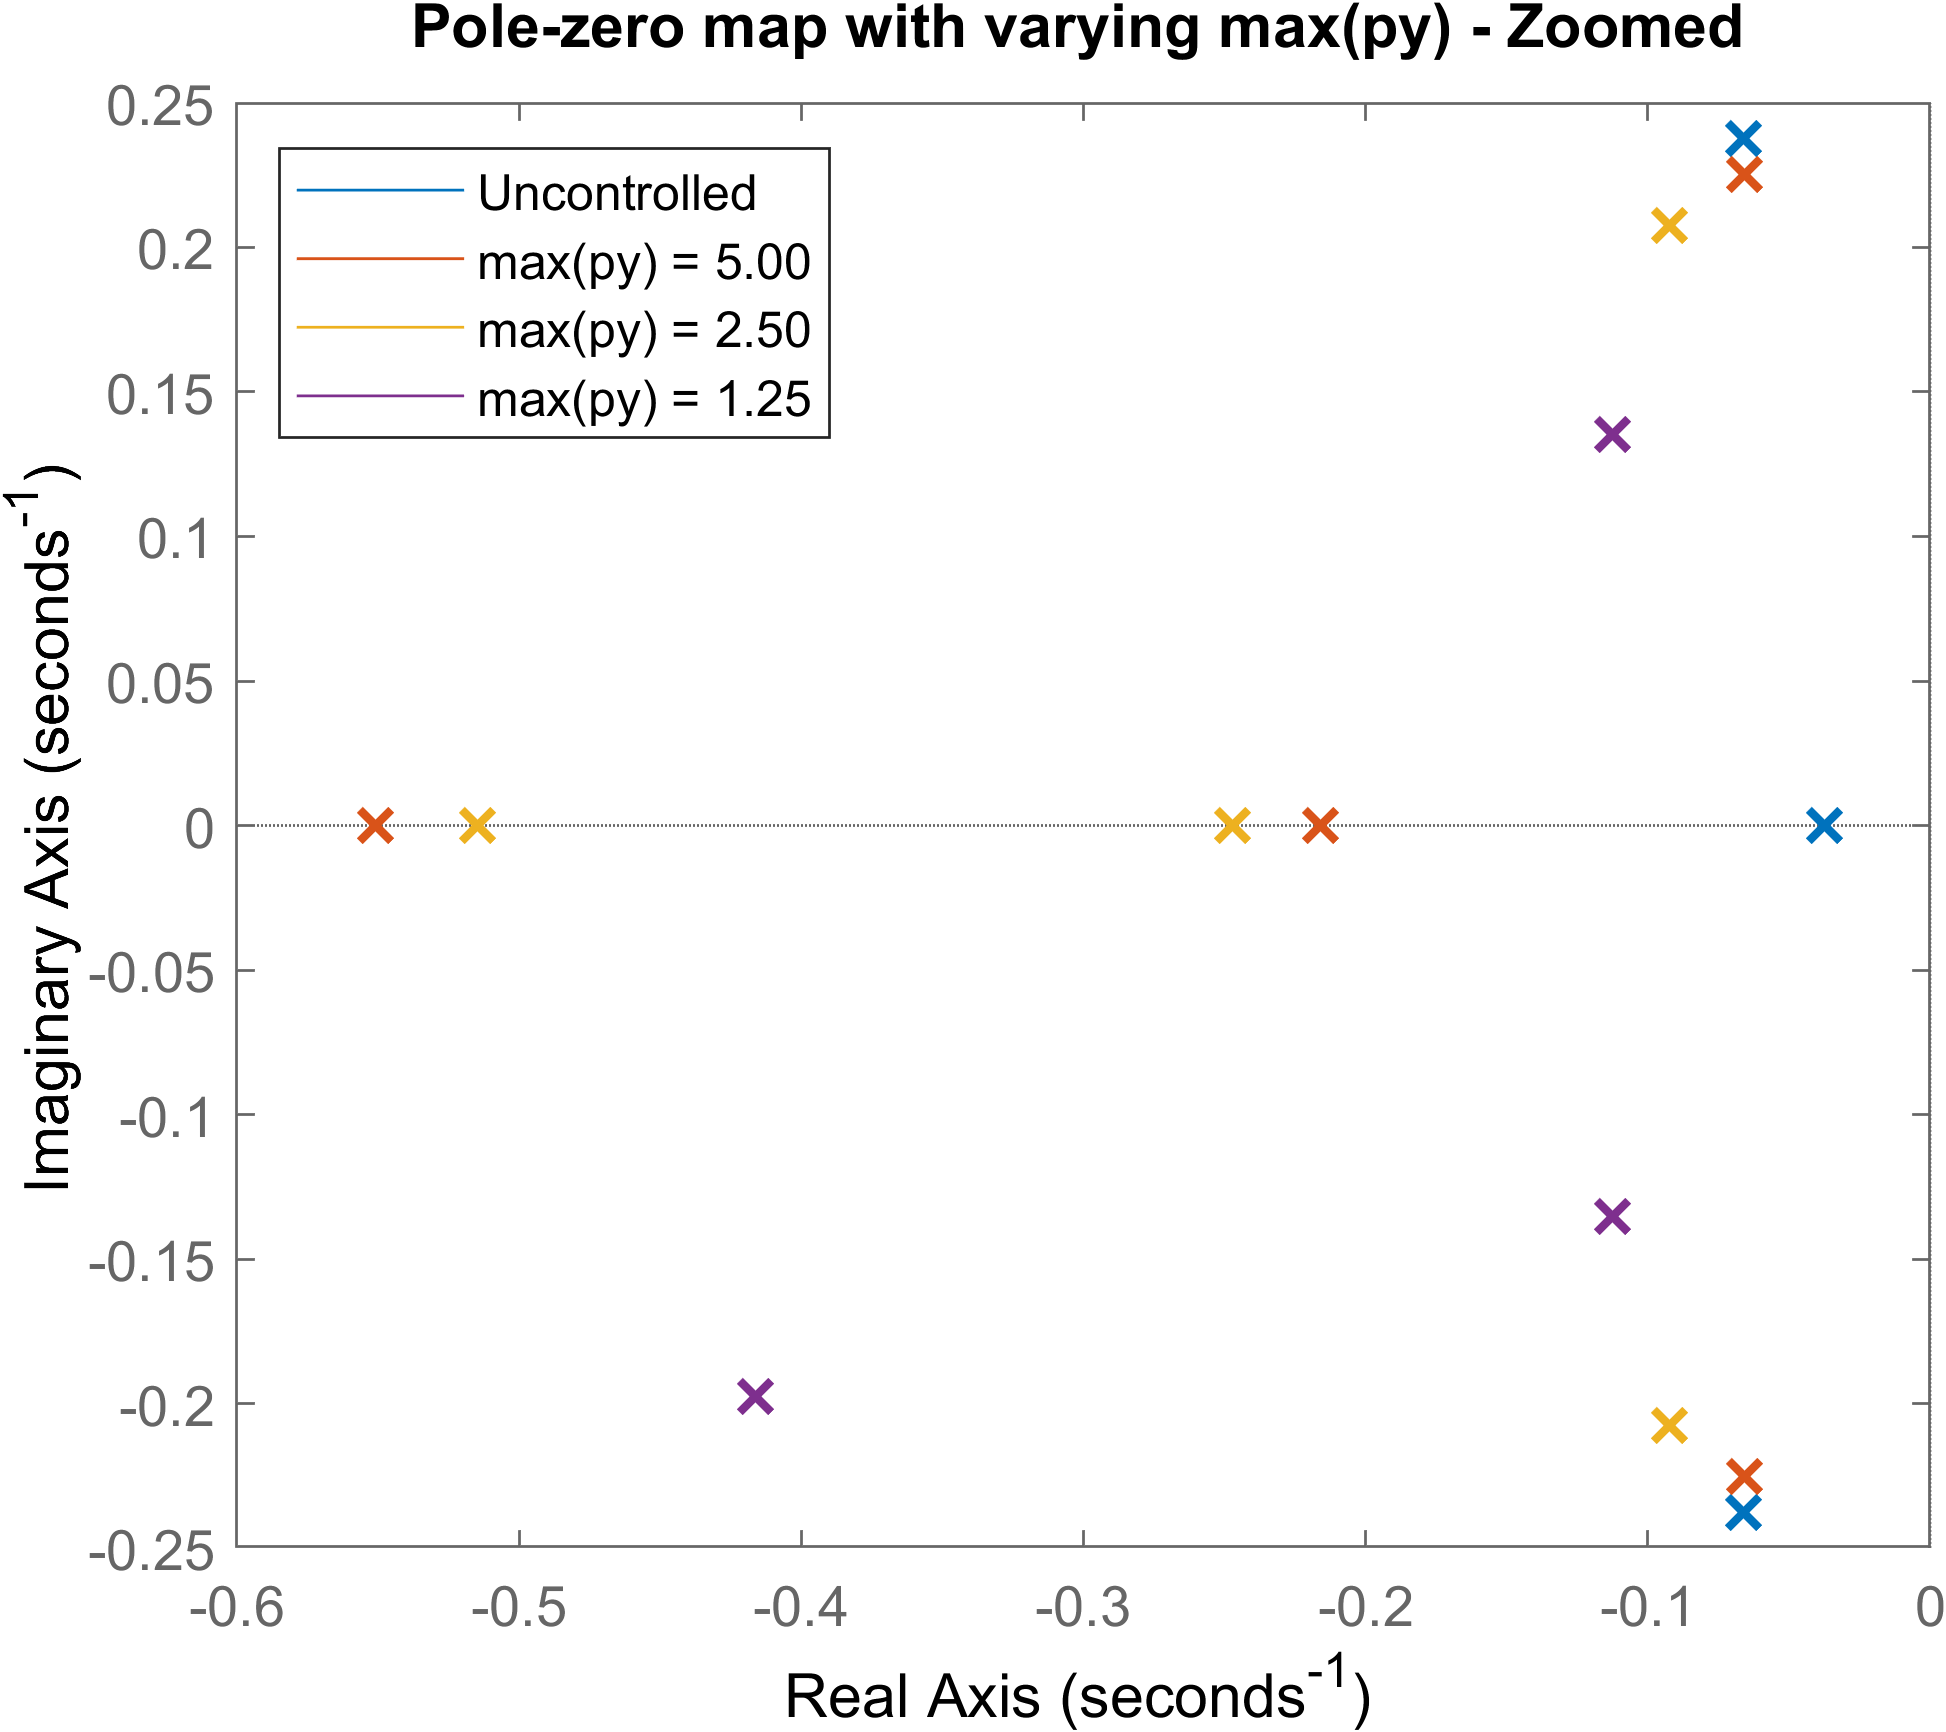 Pole-zero map with varying max(py) - Zoomed
0.25
0.2
0.15
0.1
0.05
0
-0.05
-0.1
-0.15
-0.2
-0.25
Imaginary Axis (seconds⁻¹)
Uncontrolled
max(py) = 5.00
max(py) = 2.50
max(py) = 1.25
-0.6 -0.5 -0.4 -0.3 -0.2 -0.1 0
Real Axis (seconds⁻¹)